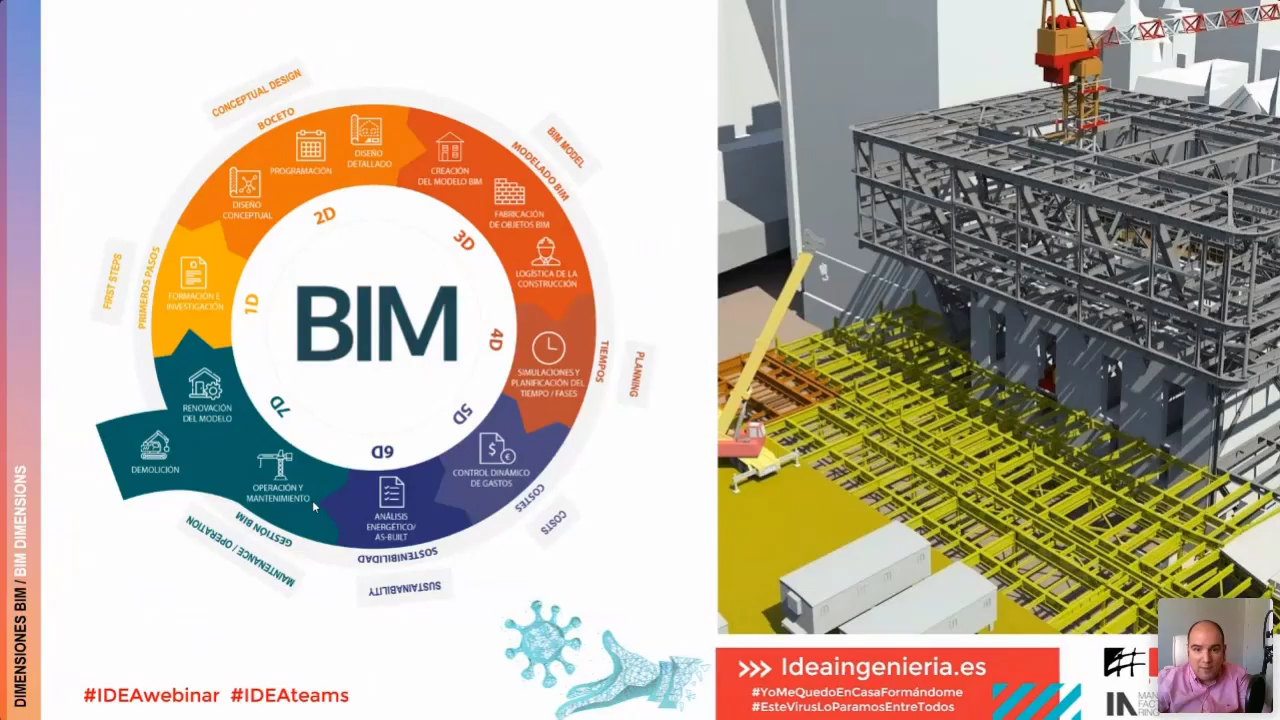 DIMENSIONES BIM / BIM DIMENSIONS
CONCEPTUAL DESIGN
BOCETO
DISEÑO
CONCEPTUAL
PROGRAMACIÓN
DISEÑO
DETALLADO
2D
BIM MODEL
MODELADO BIM
CREACIÓN
DEL MODELO BIM
FABRICACIÓN
DE OBJETOS BIM
LOGÍSTICA DE LA
CONSTRUCCIÓN
3D
FIRST STEPS
PRIMEROS PASOS
FORMACIÓN E
INVESTIGACIÓN
1D
BIM
4D
SIMULACIONES Y
PLANIFICACIÓN DEL
TIEMPO / FASES
TIEMPOS
PLANNING
5D
CONTROL DINÁMICO
DE GASTOS
COSTES
COSTS
6D
ANÁLISIS
ENERGÉTICO/
AS-BUILT
SOSTENIBILIDAD
SUSTAINABILITY
7D
RENOVACIÓN
DEL MODELO
DEMOLICIÓN
OPERACIÓN Y
MANTENIMIENTO
GESTIÓN BIM
MAINTENANCE / OPERATION
#IDEAwebinar #IDEAteams
>>> Ideaingenieria.es
#YoMeQuedoEnCasaFormándome
#EsteVirusLoParamosEntreTodos